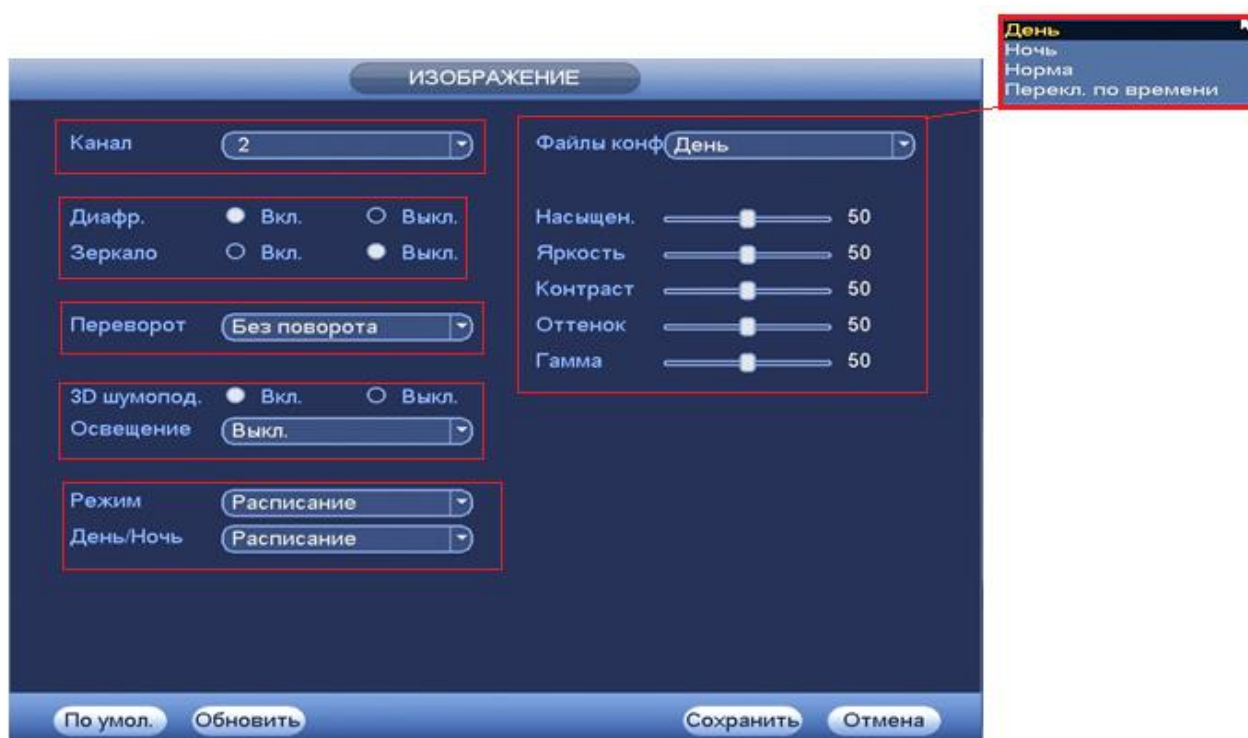 День
Ночь
Норма
Перекл. по времени
ИЗОБРАЖЕНИЕ
Канал 2
Диафр. Вкл. Выкл.
Зеркало Вкл. Выкл.
Переворот Без поворота
3D шумопод. Вкл. Выкл.
Освещение Выкл.
Режим Расписание
День/Ночь Расписание
Файлы конф День
Насыщен. 50
Яркость 50
Контраст 50
Оттенок 50
Гамма 50
По умол. Обновить Сохранить Отмена